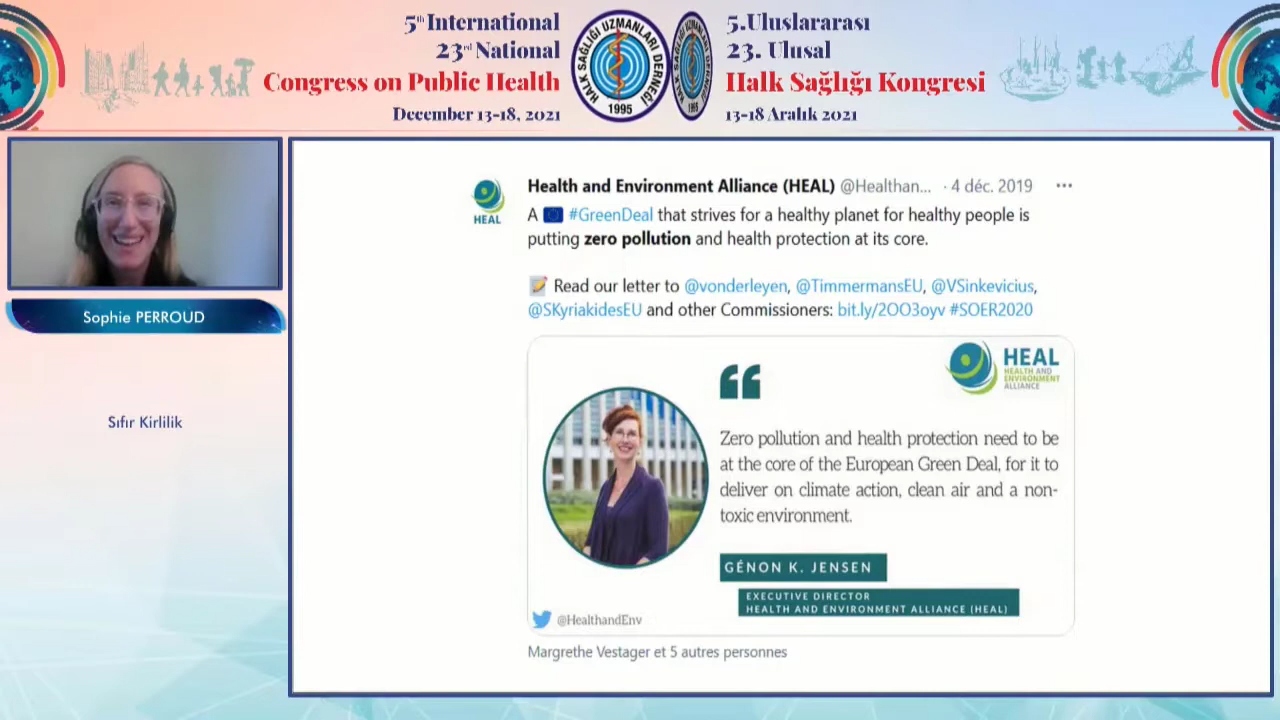 5th International
23rd National
Congress on Public Health
December 13-18, 2021
HALK SAĞLIĞI UZMANLARI DERNEĞİ
1995
HALK SAĞLIĞI UZMANLARI DERNEĞİ
1995
5.Uluslararası
23. Ulusal
Halk Sağlığı Kongresi
13-18 Aralık 2021
Sophie PERROUD
Sıfır Kirlilik
HEAL
Health and Environment Alliance (HEAL) @Healthan... · 4 déc. 2019 ···
A 🇪🇺 #GreenDeal that strives for a healthy planet for healthy people is
putting zero pollution and health protection at its core.
📝 Read our letter to @vonderleyen, @TimmermansEU, @VSinkevicius,
@SKyriakidesEU and other Commissioners: bit.ly/2OO3oyv #SOER2020
HEAL
HEALTH AND
ENVIRONMENT
ALLIANCE
“
Zero pollution and health protection need to be
at the core of the European Green Deal, for it to
deliver on climate action, clean air and a non-
toxic environment.
GÉNON K. JENSEN
EXECUTIVE DIRECTOR
HEALTH AND ENVIRONMENT ALLIANCE (HEAL)
@HealthandEnv
Margrethe Vestager et 5 autres personnes